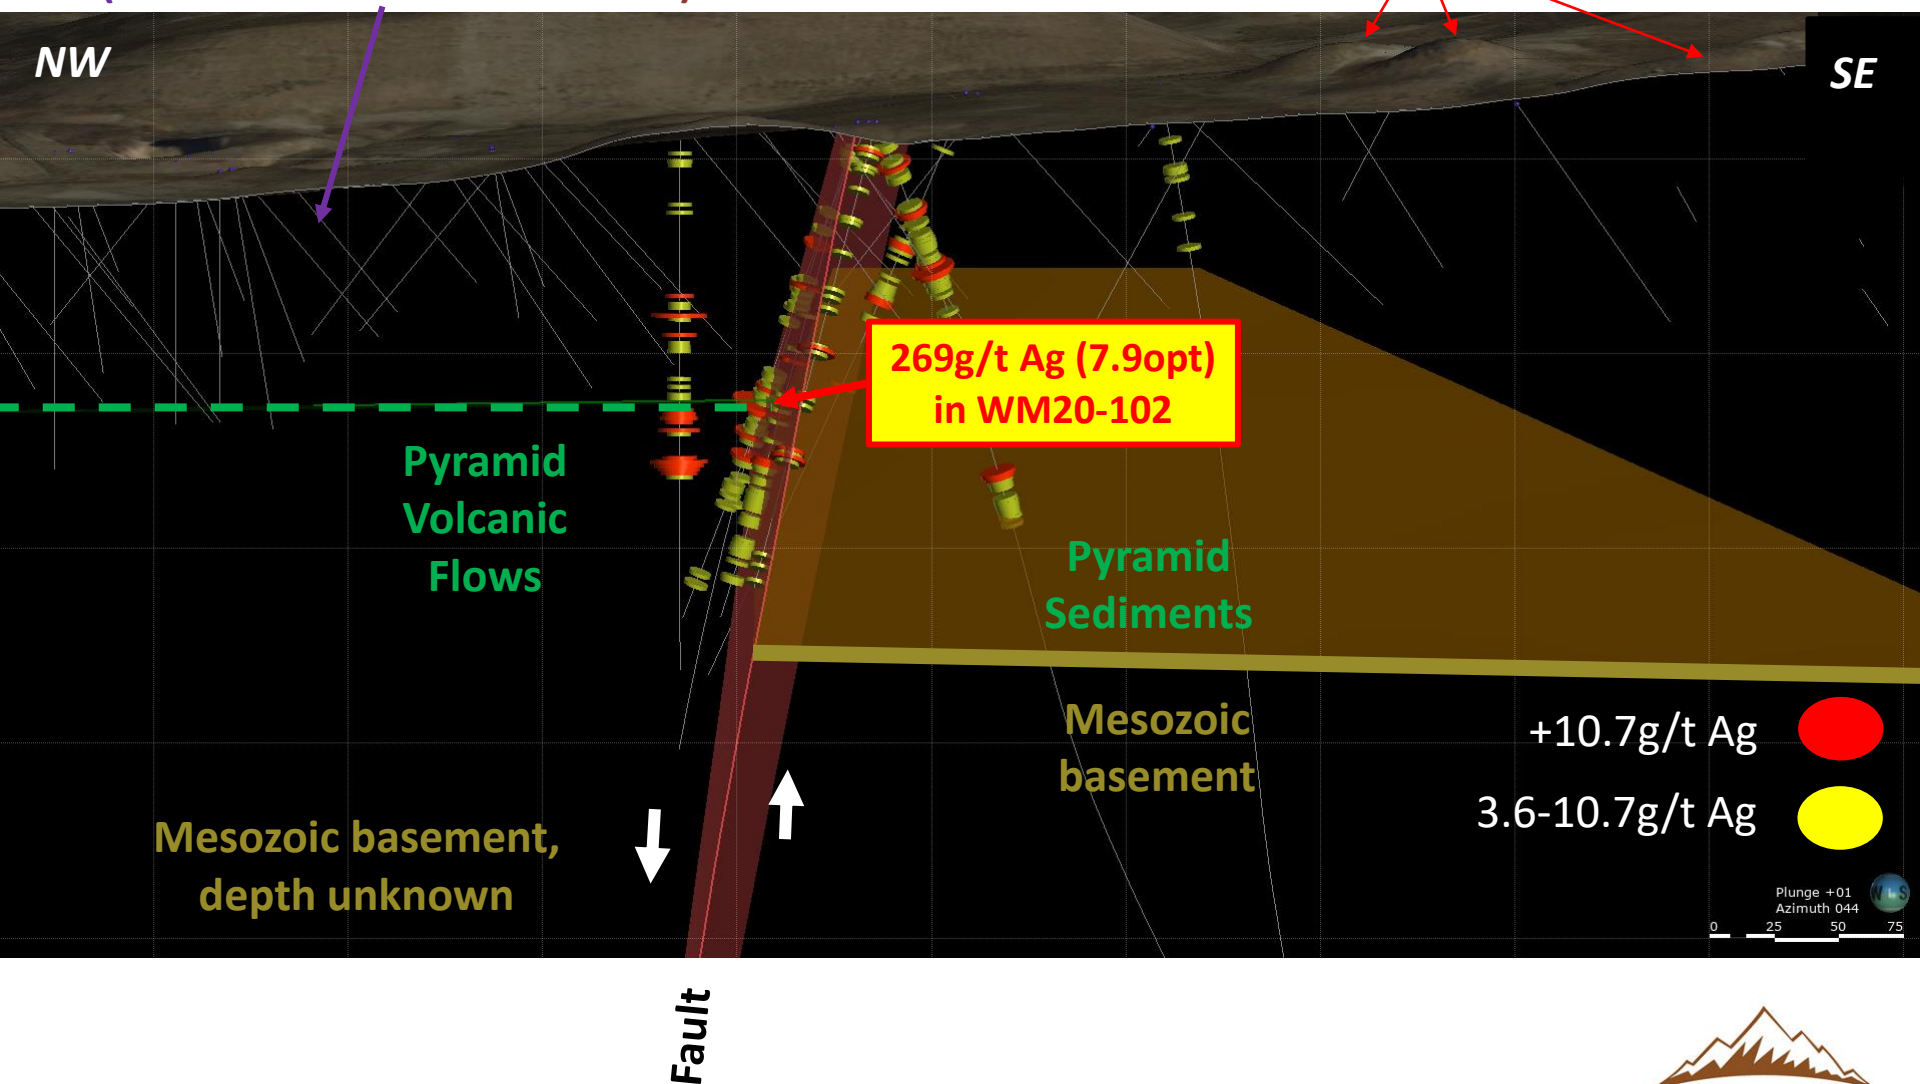 NW
SE
269g/t Ag (7.9opt)
in WM20-102
Pyramid
Volcanic
Flows
Pyramid
Sediments
Mesozoic
basement
+10.7g/t Ag
3.6-10.7g/t Ag
Mesozoic basement,
depth unknown
Plunge +01
Azimuth 044
0 25 50 75
Fault